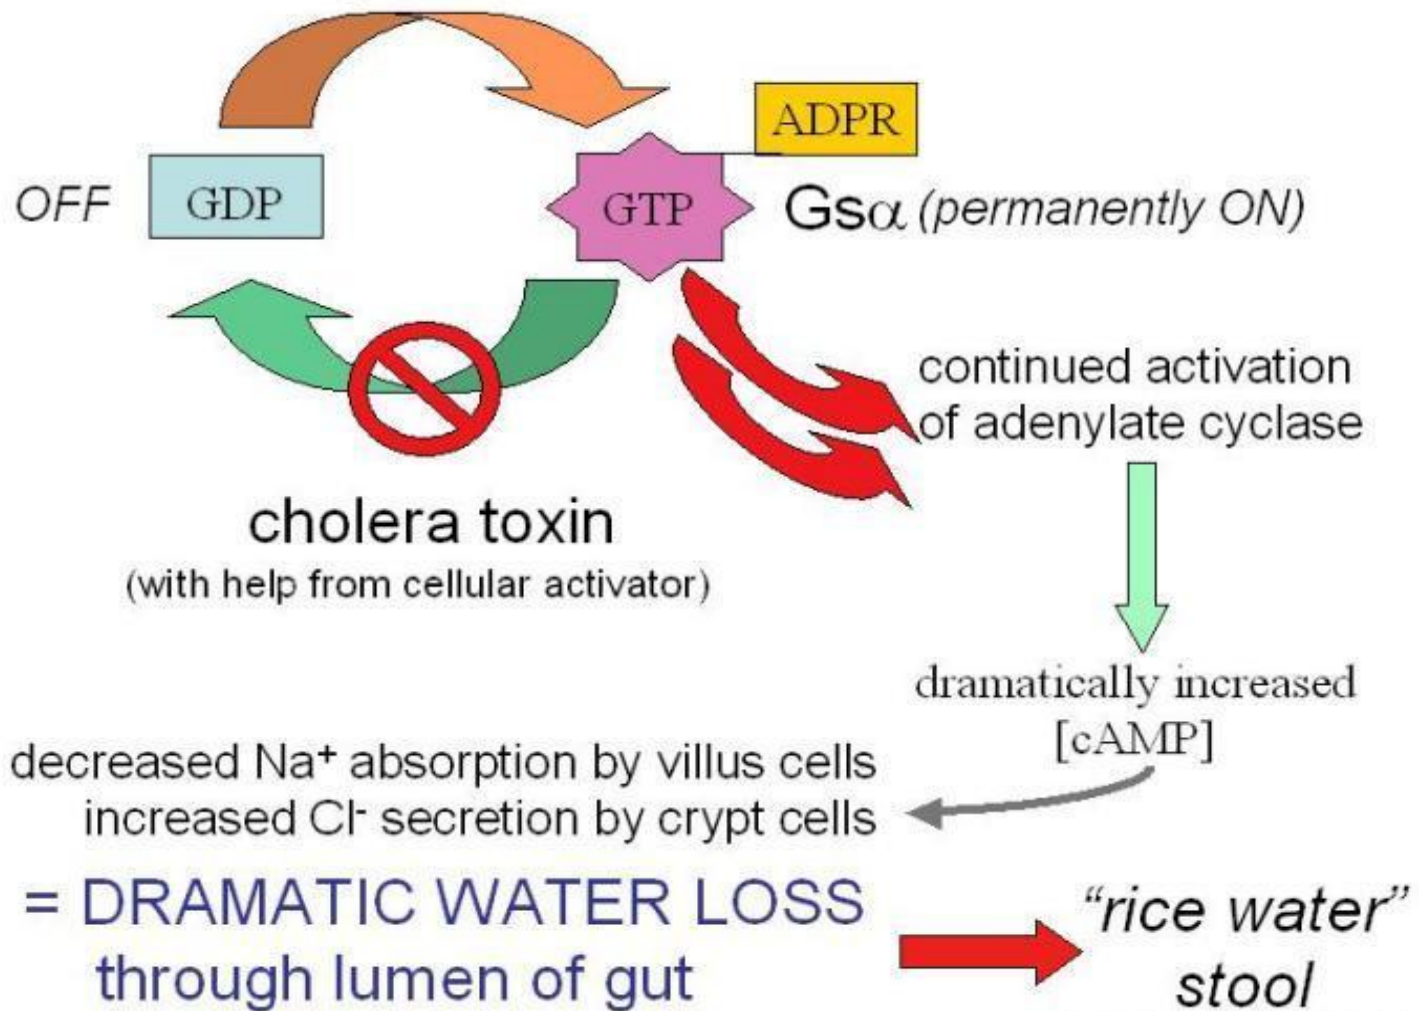 ADPR
OFF
GDP
GTP
Gsα (permanently ON)
continued activation
of adenylate cyclase
cholera toxin
(with help from cellular activator)
dramatically increased
[cAMP]
decreased Na⁺ absorption by villus cells
increased Cl⁻ secretion by crypt cells
= DRAMATIC WATER LOSS
through lumen of gut
“rice water”
stool